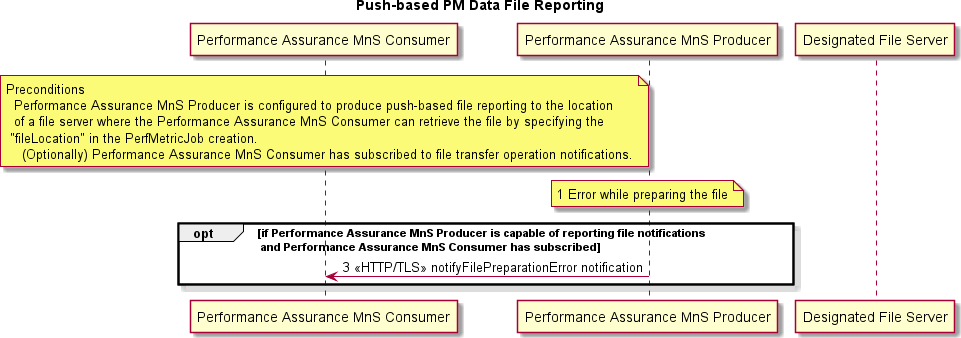 Push-based PM Data File Reporting
Performance Assurance MnS Consumer
Performance Assurance MnS Producer
Designated File Server
Preconditions
Performance Assurance MnS Producer is configured to produce push-based file reporting to the location
of a file server where the Performance Assurance MnS Consumer can retrieve the file by specifying the
"fileLocation" in the PerfMetricJob creation.
(Optionally) Performance Assurance MnS Consumer has subscribed to file transfer operation notifications.
1 Error while preparing the file
opt
[if Performance Assurance MnS Producer is capable of reporting file notifications
and Performance Assurance MnS Consumer has subscribed]
3 «HTTP/TLS» notifyFilePreparationError notification
Performance Assurance MnS Consumer
Performance Assurance MnS Producer
Designated File Server